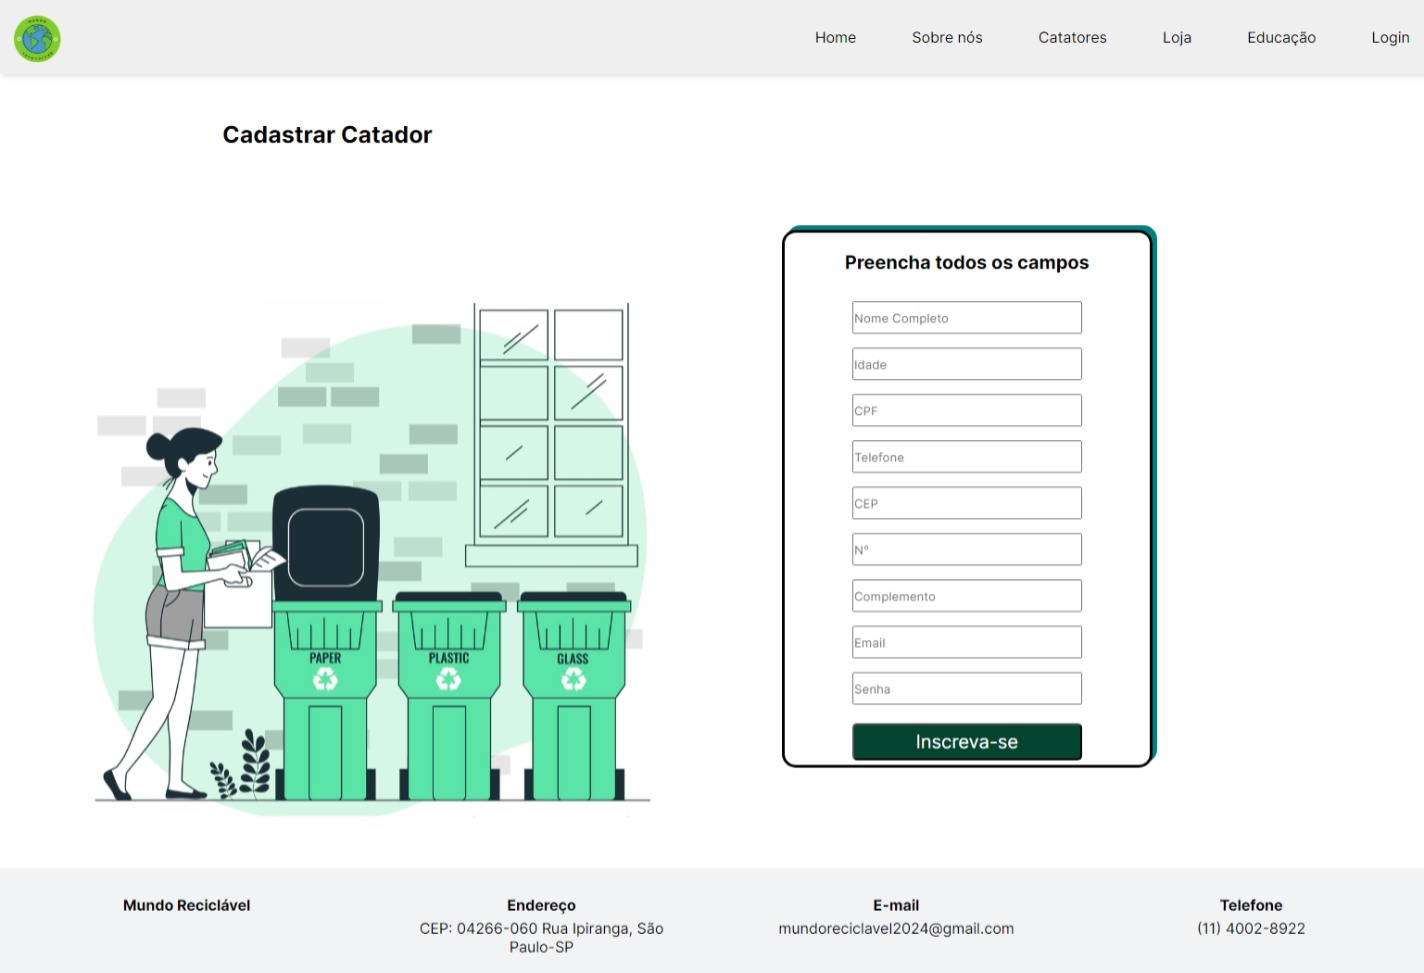 MUNDO
Home
Sobre nós
Catatores
Loja
Educação
Login
Cadastrar Catador
Preencha todos os campos
Nome Completo
Idade
CPF
Telefone
CEP
N°
Complemento
Email
Senha
Inscreva-se
PAPER
PLASTIC
GLASS
Mundo Reciclável
Endereço
CEP: 04266-060 Rua Ipiranga, São
Paulo-SP
E-mail
mundoreciclavel2024@gmail.com
Telefone
(11) 4002-8922